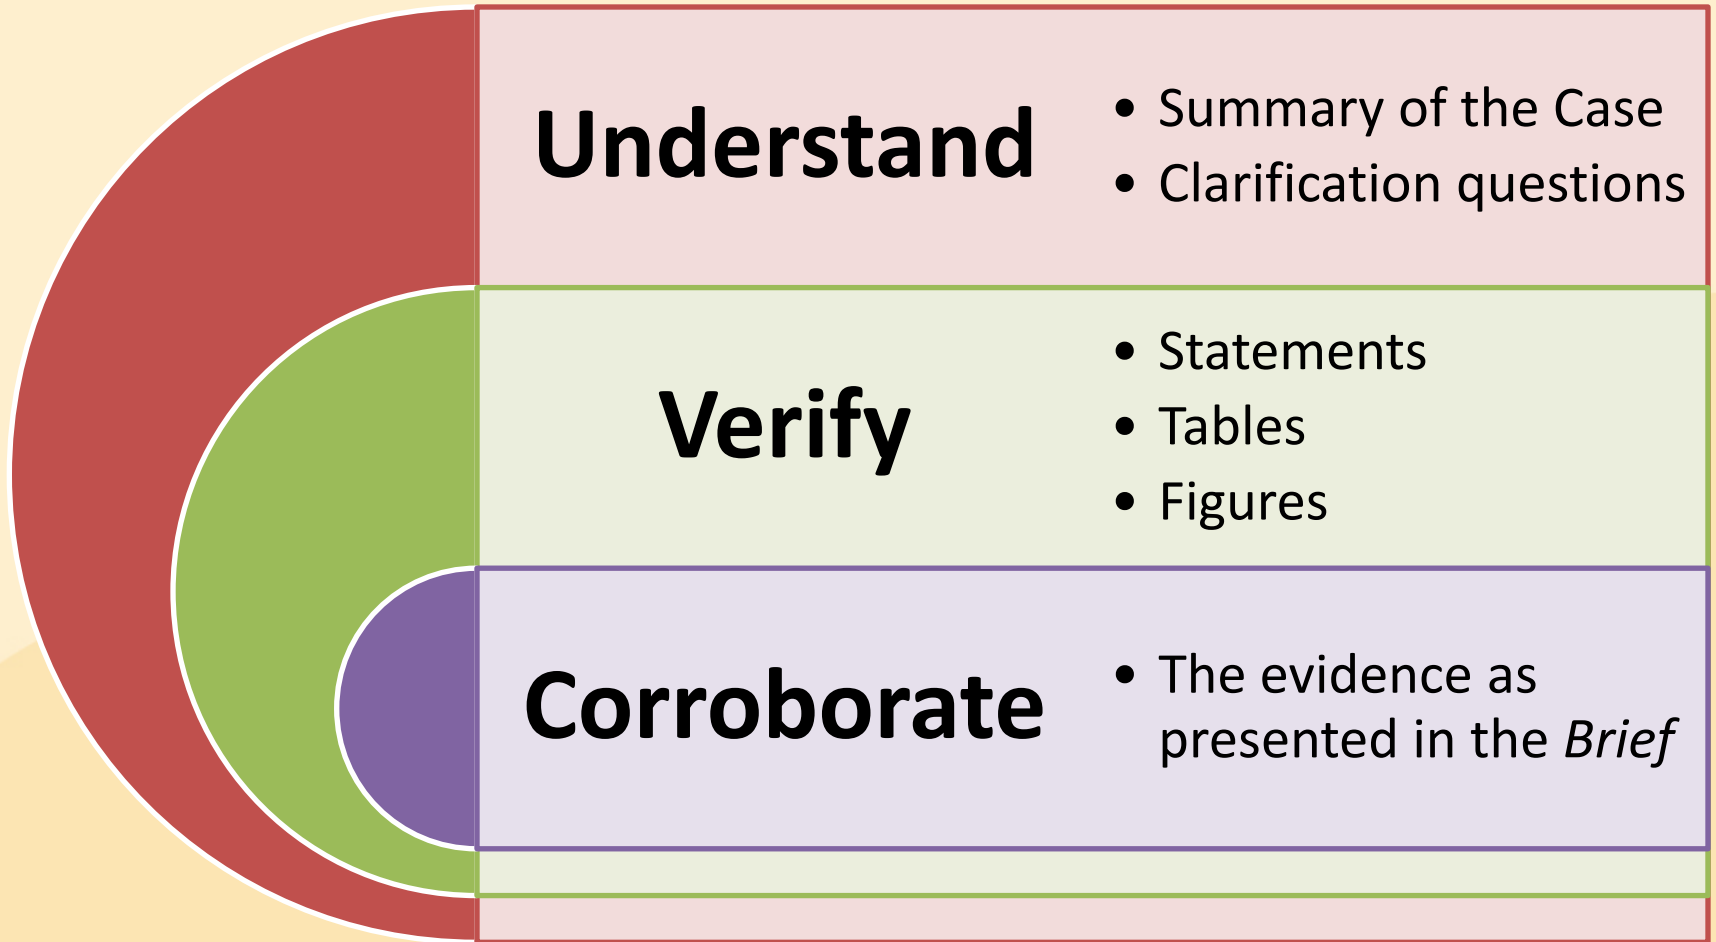 Understand
• Summary of the Case
• Clarification questions
Verify
• Statements
• Tables
• Figures
Corroborate
• The evidence as
presented in the Brief